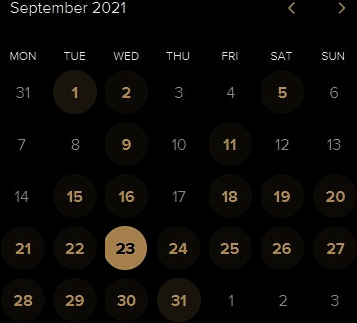 September 2021
MON TUE WED THU FRI SAT SUN
31 1 2 3 4 5 6
7 8 9 10 11 12 13
14 15 16 17 18 19 20
21 22 23 24 25 26 27
28 29 30 31 1 2 3